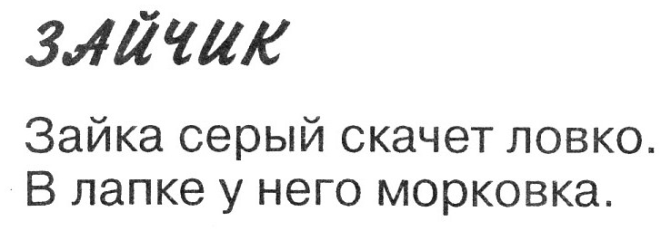 ЗАЙЧИК
Зайка серый скачет ловко.
В лапке у него морковка.